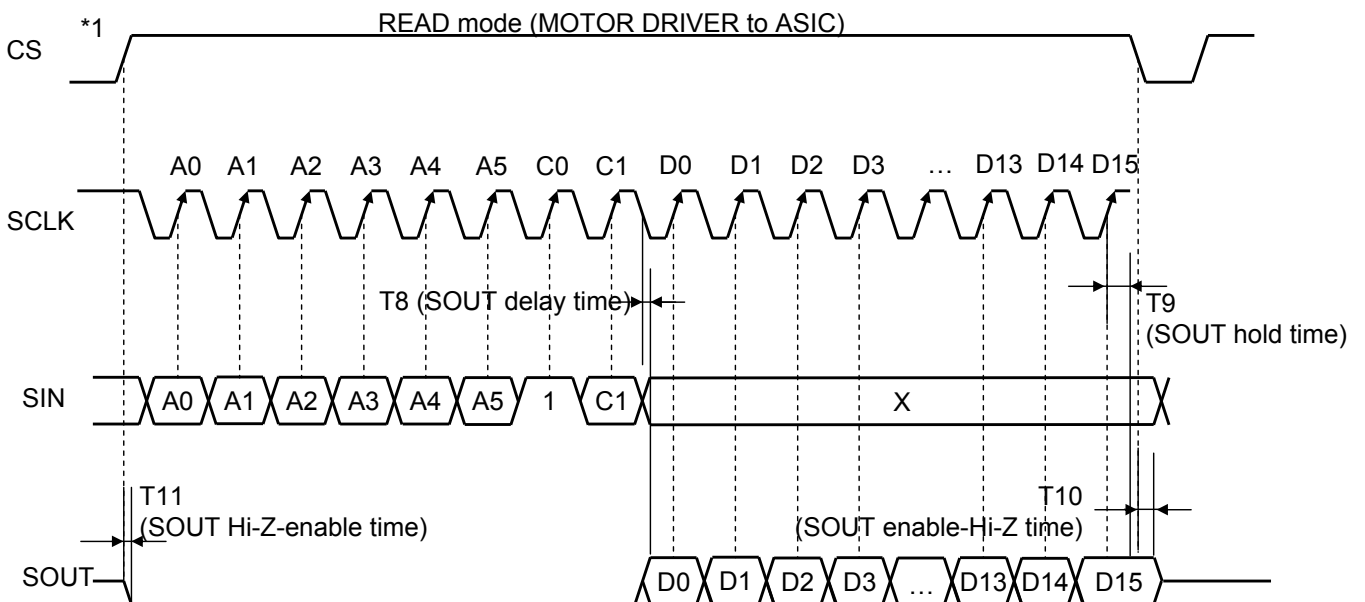 *1
READ mode (MOTOR DRIVER to ASIC)
CS
A0 A1 A2 A3 A4 A5 C0 C1 D0 D1 D2 D3 ... D13 D14 D15
SCLK
T8 (SOUT delay time)
T9
(SOUT hold time)
SIN A0 A1 A2 A3 A4 A5 1 C1 X
T11
(SOUT Hi-Z-enable time)
T10
(SOUT enable-Hi-Z time)
SOUT D0 D1 D2 D3 ... D13 D14 D15